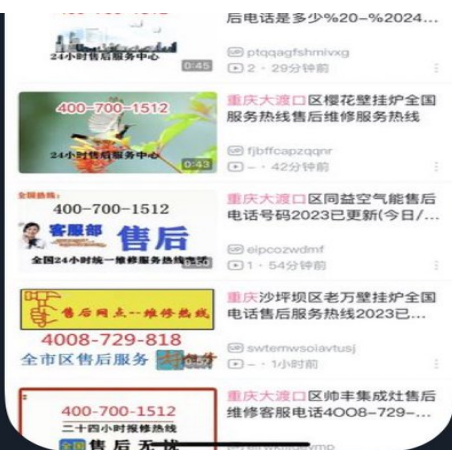 后电话是多少%20-%2024...
24小时售后服务中心
0:45
ptqqagfshmivxg
2 · 29分钟前
400-700-1512
24小时售后服务中心
0:43
重庆大渡口区樱花壁挂炉全国
服务热线售后维修服务热线
fjbffcapzqqnr
- · 42分钟前
全国热线:
400-700-1512
客服部 售后
全国24小时统一维修服务热线电话
重庆大渡口区同益空气能售后
电话号码2023已更新(今日/...
eipcozwdmf
1 · 54分钟前
售后网点--维修热线
4008-729-818
全市区售后服务
重庆沙坪坝区老万壁挂炉全国
电话售后服务热线2023已...
swtemwsoiavtusj
- · 1小时前
400-700-1512
二十四小时报修热线
全国 售后无忧
重庆大渡口区帅丰集成灶售后
维修客服电话4OO8-729-...